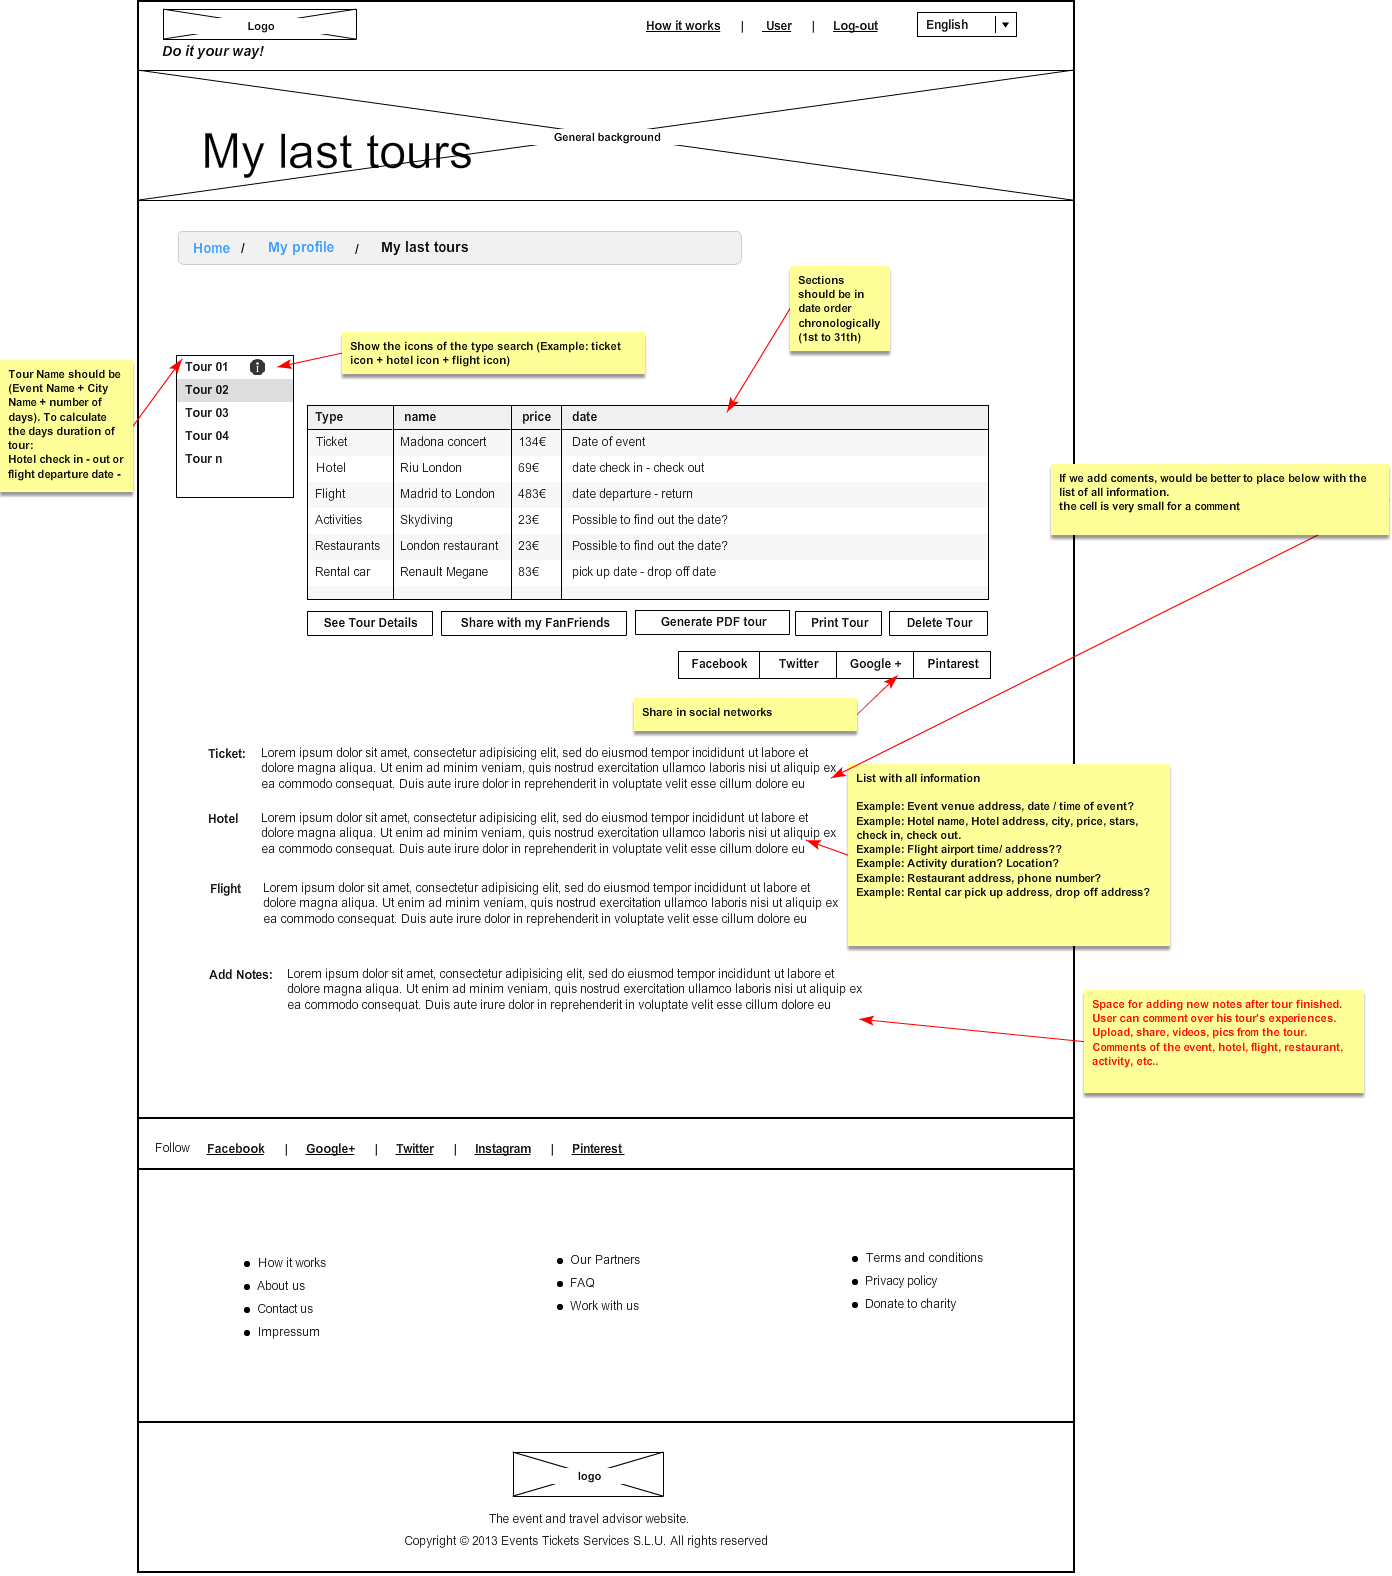 Logo
Do it your way!
How it works | User | Log-out
English
General background
My last tours
Home / My profile / My last tours
Sections
should be in
date order
chronologically
(1st to 31th)
Show the icons of the type search (Example: ticket
icon + hotel icon + flight icon)
Tour Name should be
(Event Name + City
Name + number of
days). To calculate
the days duration of
tour:
Hotel check in - out or
flight departure date -
Tour 01 i
Tour 02
Tour 03
Tour 04
Tour n
Type name price date
Ticket Madona concert 134€ Date of event
Hotel Riu London 69€ date check in - check out
Flight Madrid to London 483€ date departure - return
Activities Skydiving 23€ Possible to find out the date?
Restaurants London restaurant 23€ Possible to find out the date?
Rental car Renault Megane 83€ pick up date - drop off date
If we add coments, would be better to place below with the
list of all information.
the cell is very small for a comment
See Tour Details Share with my FanFriends Generate PDF tour Print Tour Delete Tour
Facebook Twitter Google + Pintarest
Share in social networks
Ticket: Lorem ipsum dolor sit amet, consectetur adipisicing elit, sed do eiusmod tempor incididunt ut labore et
dolore magna aliqua. Ut enim ad minim veniam, quis nostrud exercitation ullamco laboris nisi ut aliquip ex
ea commodo consequat. Duis aute irure dolor in reprehenderit in voluptate velit esse cillum dolore eu
Hotel Lorem ipsum dolor sit amet, consectetur adipisicing elit, sed do eiusmod tempor incididunt ut labore et
dolore magna aliqua. Ut enim ad minim veniam, quis nostrud exercitation ullamco laboris nisi ut aliquip ex
ea commodo consequat. Duis aute irure dolor in reprehenderit in voluptate velit esse cillum dolore eu
Flight Lorem ipsum dolor sit amet, consectetur adipisicing elit, sed do eiusmod tempor incididunt ut labore et
dolore magna aliqua. Ut enim ad minim veniam, quis nostrud exercitation ullamco laboris nisi ut aliquip ex
ea commodo consequat. Duis aute irure dolor in reprehenderit in voluptate velit esse cillum dolore eu
List with all information
Example: Event venue address, date / time of event?
Example: Hotel name, Hotel address, city, price, stars,
check in, check out.
Example: Flight airport time/ address??
Example: Activity duration? Location?
Example: Restaurant address, phone number?
Example: Rental car pick up address, drop off address?
Add Notes: Lorem ipsum dolor sit amet, consectetur adipisicing elit, sed do eiusmod tempor incididunt ut labore et
dolore magna aliqua. Ut enim ad minim veniam, quis nostrud exercitation ullamco laboris nisi ut aliquip ex
ea commodo consequat. Duis aute irure dolor in reprehenderit in voluptate velit esse cillum dolore eu
Space for adding new notes after tour finished.
User can comment over his tour's experiences.
Upload, share, videos, pics from the tour.
Comments of the event, hotel, flight, restaurant,
activity, etc..
Follow Facebook | Google+ | Twitter | Instagram | Pinterest
How it works
About us
Contact us
Impressum
Our Partners
FAQ
Work with us
Terms and conditions
Privacy policy
Donate to charity
logo
The event and travel advisor website.
Copyright © 2013 Events Tickets Services S.L.U. All rights reserved